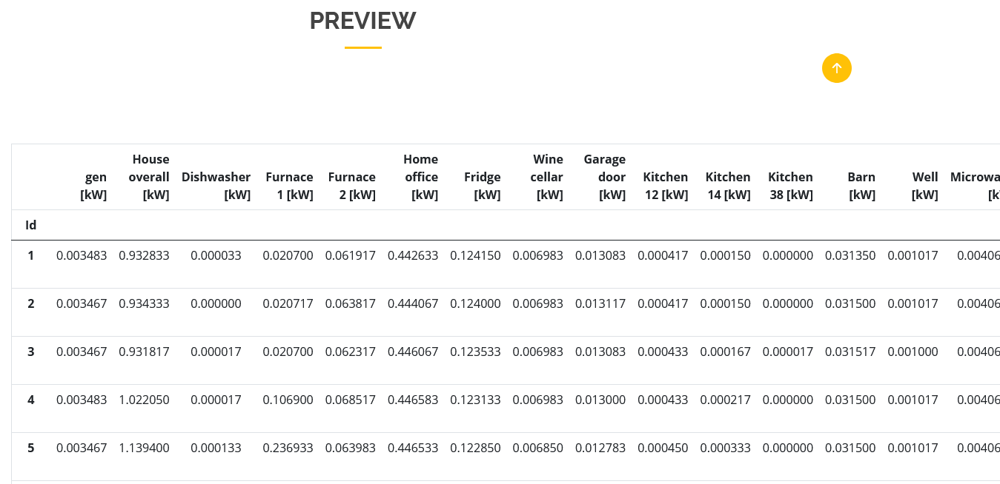 PREVIEW
gen [kW] House overall [kW] Dishwasher [kW] Furnace 1 [kW] Furnace 2 [kW] Home office [kW] Fridge [kW] Wine cellar [kW] Garage door [kW] Kitchen 12 [kW] Kitchen 14 [kW] Kitchen 38 [kW] Barn [kW] Well [kW]
Id
1 0.003483 0.932833 0.000033 0.020700 0.061917 0.442633 0.124150 0.006983 0.013083 0.000417 0.000150 0.000000 0.031350 0.001017 0.00406
2 0.003467 0.934333 0.000000 0.020717 0.063817 0.444067 0.124000 0.006983 0.013117 0.000417 0.000150 0.000000 0.031500 0.001017 0.00406
3 0.003467 0.931817 0.000017 0.020700 0.062317 0.446067 0.123533 0.006983 0.013083 0.000433 0.000167 0.000017 0.031517 0.001000 0.00406
4 0.003483 1.022050 0.000017 0.106900 0.068517 0.446583 0.123133 0.006983 0.013000 0.000433 0.000217 0.000000 0.031500 0.001017 0.00406
5 0.003467 1.139400 0.000133 0.236933 0.063983 0.446533 0.122850 0.006850 0.012783 0.000450 0.000333 0.000000 0.031500 0.001017 0.00406